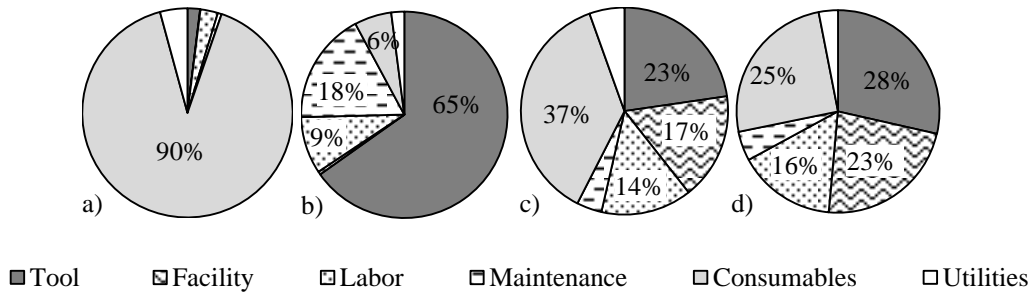 90%
a)
65%
9%
18%
6%
b)
23%
17%
14%
37%
c)
28%
23%
16%
25%
d)
Tool Facility Labor Maintenance Consumables Utilities